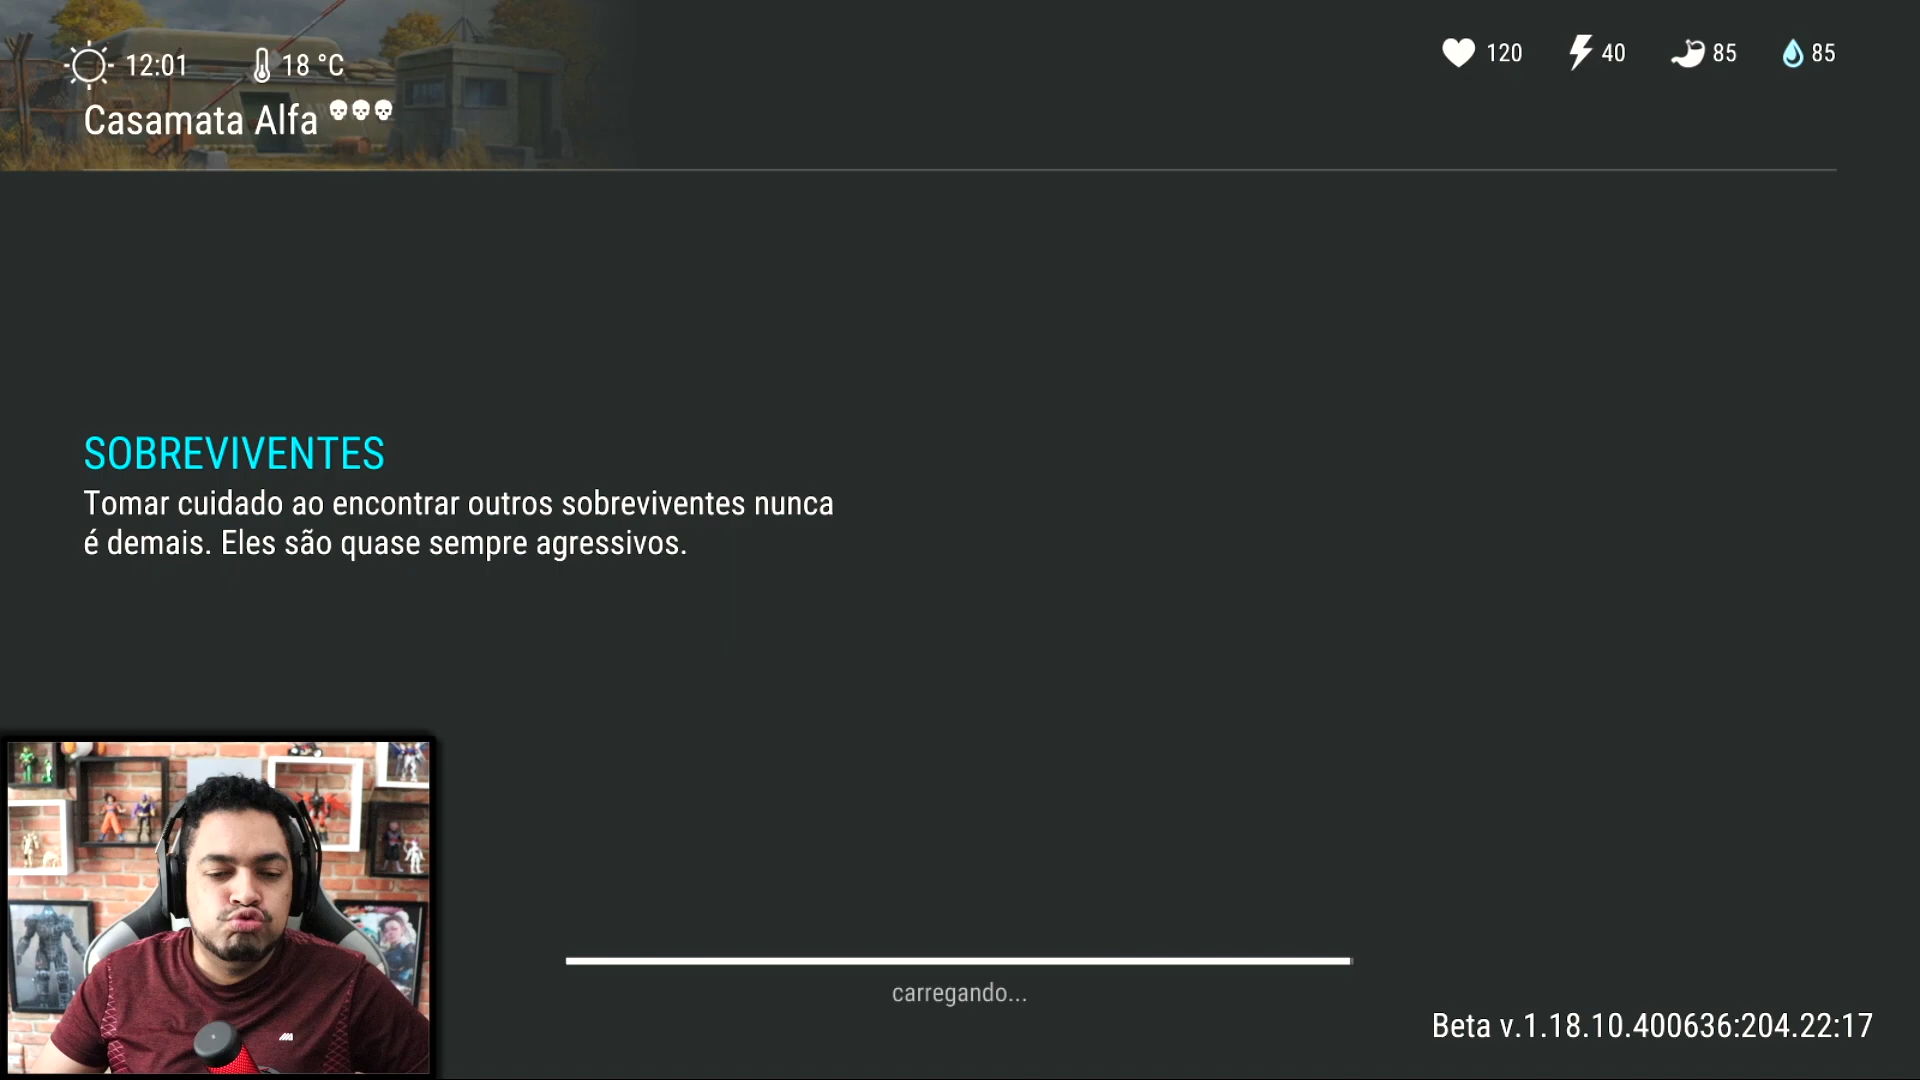 12:01
18 °C
120
40
85
85
Casamata Alfa
SOBREVIVENTES
Tomar cuidado ao encontrar outros sobreviventes nunca
é demais. Eles são quase sempre agressivos.
carregando...
Beta v.1.18.10.400636:204.22:17